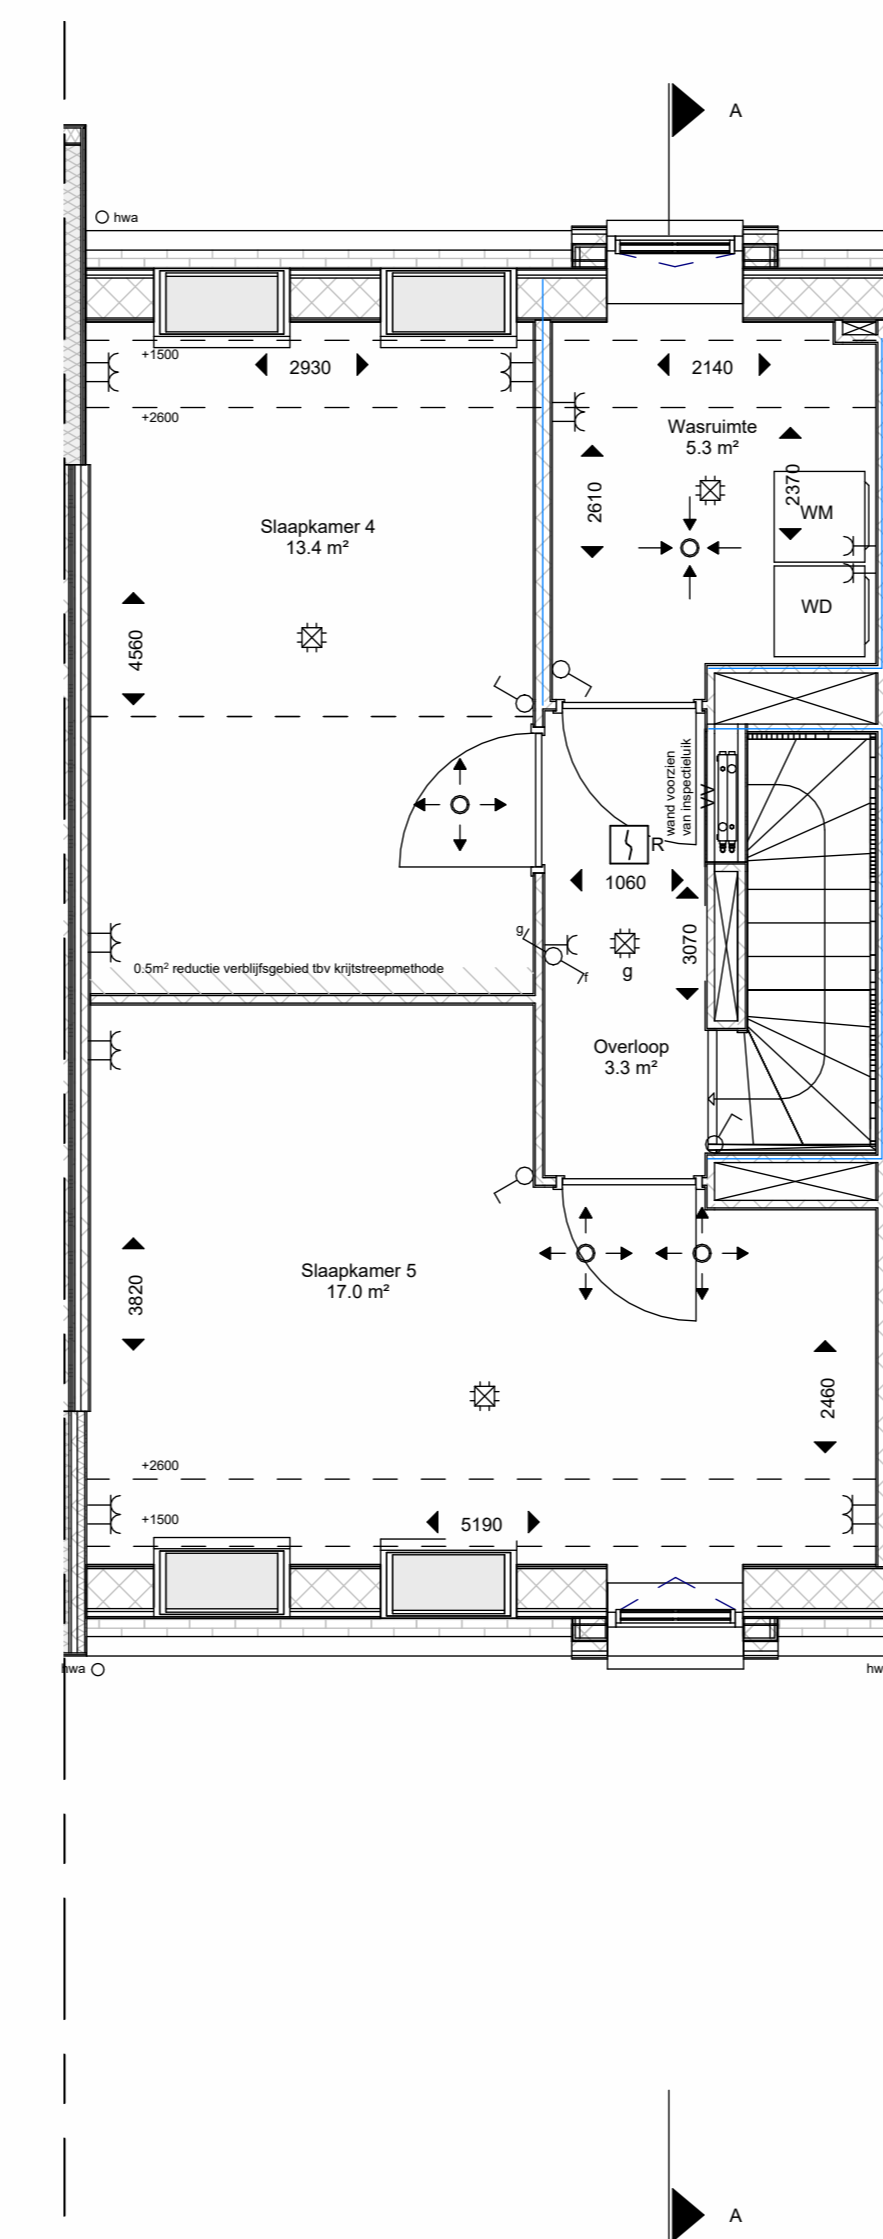 A
hwa
+1500
2930
2140
+2600
Wasruimte
5.3 m²
2610
2370
WM
Slaapkamer 4
13.4 m²
WD
4560
wand voorzien
van inspectieluik
VV
R
1060
g
f
g
3070
0.5m² reductie verblijfsgebied tbv krijtstreepmethode
Overloop
3.3 m²
Slaapkamer 5
17.0 m²
3820
2460
+2600
+1500
5190
hwa
hw
A